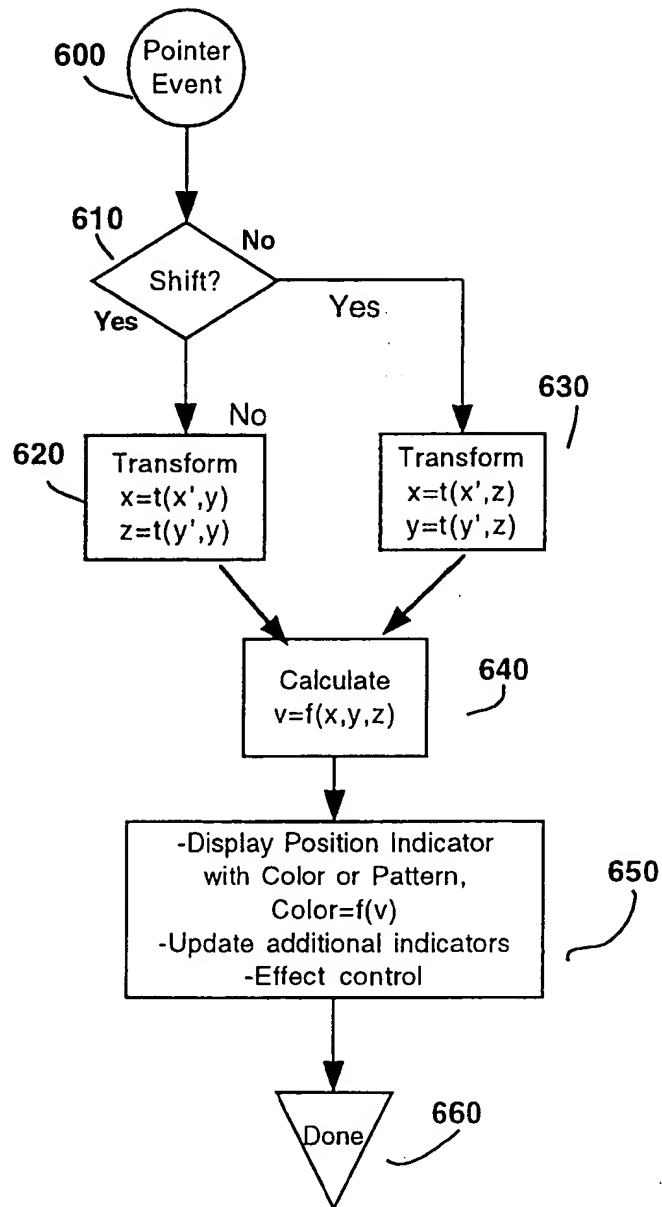 600
Pointer
Event
610
No
Shift?
Yes
Yes
No
630
620
Transform
x=t(x',y)
z=t(y',y)
Transform
x=t(x',z)
y=t(y',z)
640
Calculate
v=f(x,y,z)
-Display Position Indicator
with Color or Pattern,
Color=f(v)
-Update additional indicators
-Effect control
650
Done
660